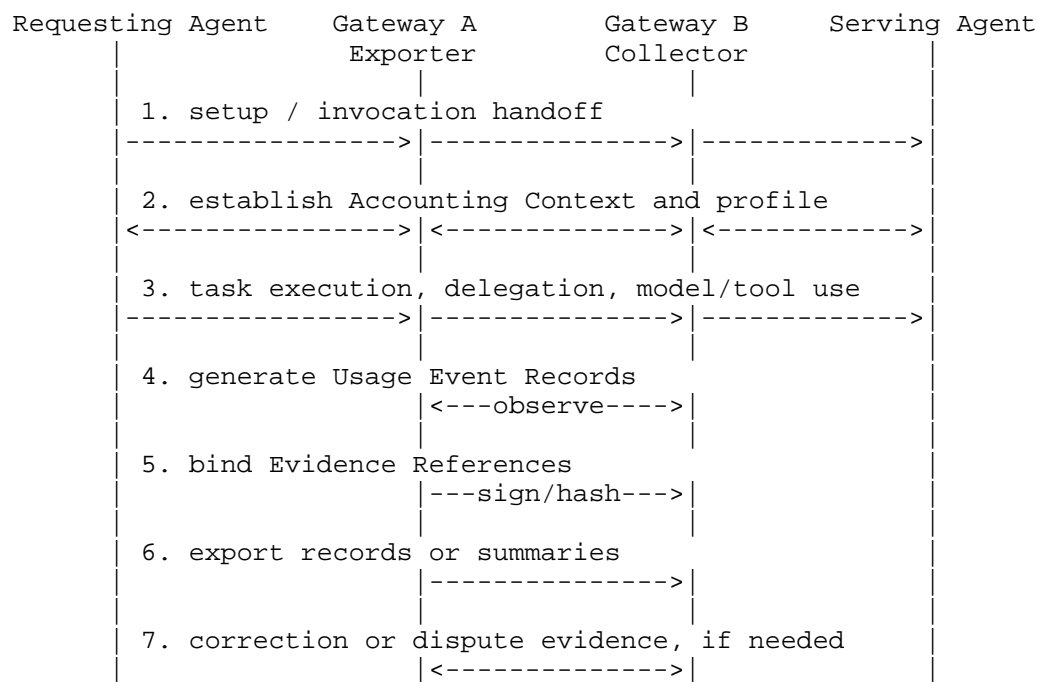 Requesting Agent    Gateway A         Gateway B      Serving Agent
Exporter         Collector
1. setup / invocation handoff
----------------->|--------------->|------------->
2. establish Accounting Context and profile
<---------------->|<-------------->|<------------>
3. task execution, delegation, model/tool use
----------------->|--------------->|------------->
4. generate Usage Event Records
<---observe---->
5. bind Evidence References
---sign/hash--->
6. export records or summaries
--------------->
7. correction or dispute evidence, if needed
<-------------->